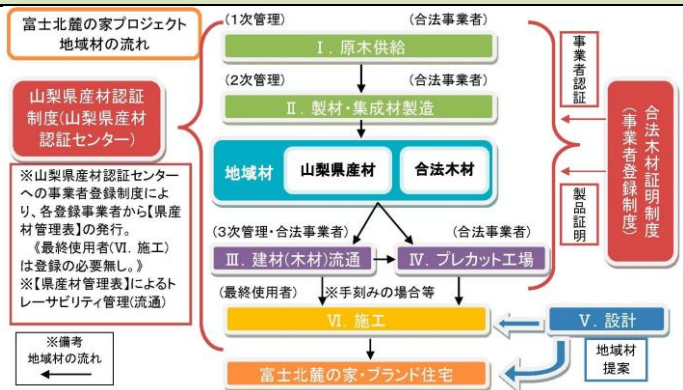 富士北麓の家プロジェクト
地域材の流れ
(1次管理) (合法事業者)
Ⅰ. 原木供給
(2次管理) (合法事業者)
Ⅱ. 製材・集成材製造
地域材
山梨県産材
合法木材
(3次管理・合法事業者) (合法事業者)
Ⅲ. 建材(木材)流通
Ⅳ. プレカット工場
(最終使用者) ※手刻みの場合等
Ⅵ. 施工
Ⅴ. 設計
地域材
提案
富士北麓の家・ブランド住宅
山梨県産材認証
制度(山梨県産材
認証センター)
※山梨県産材認証センター
への事業者登録制度によ
り、各登録事業者から【県産
材管理表】の発行。
《最終使用者(Ⅵ. 施工)
は登録の必要無し。》
※【県産材管理表】によるト
レーサビリティ管理(流通)
※備考
地域材の流れ
事業者認証
製品証明
合法木材証明制度
(事業者登録制度)